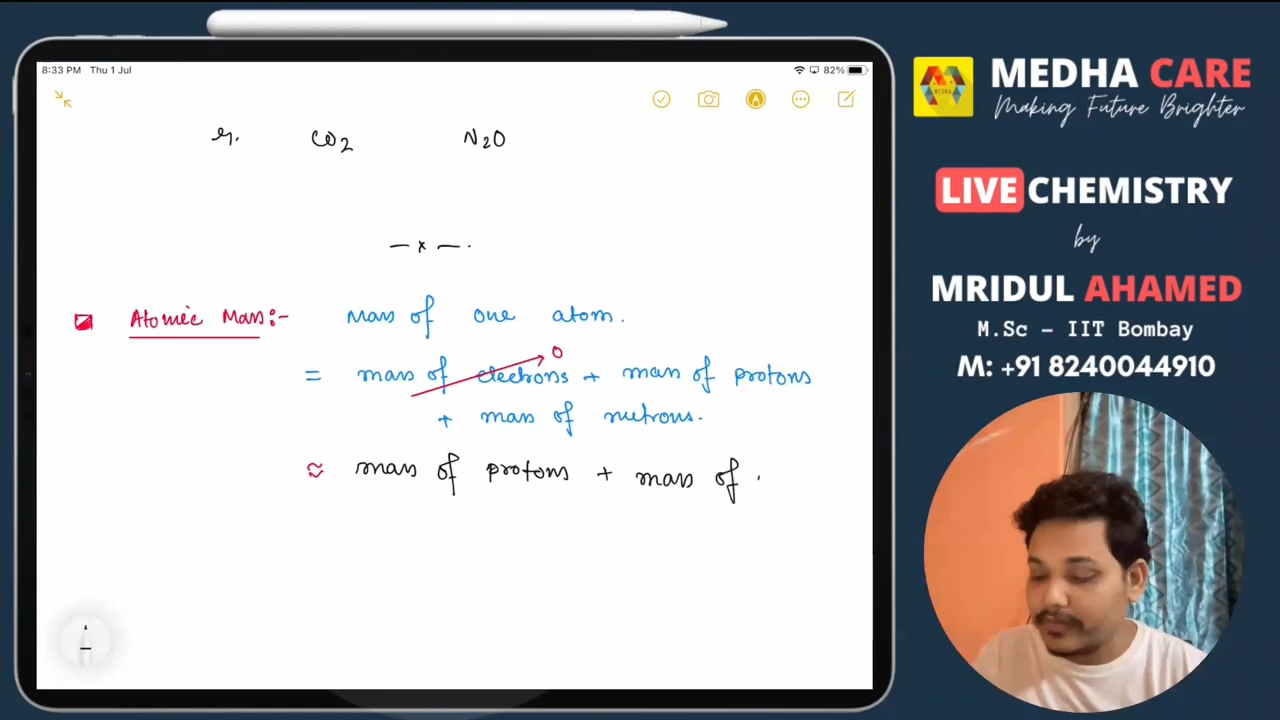 8:33 PM Thu 1 Jul
82%
CO2 N2O
— x —.
Atomic Mass:- Mass of one atom.
= mass of electrons + mass of protons
0
+ mass of nutrons.
≈ mass of protons + mass of
MEDHA CARE
MEDHA
Making Future Brighter
LIVE CHEMISTRY
by
MRIDUL AHAMED
M.Sc – IIT Bombay
M: +91 8240044910